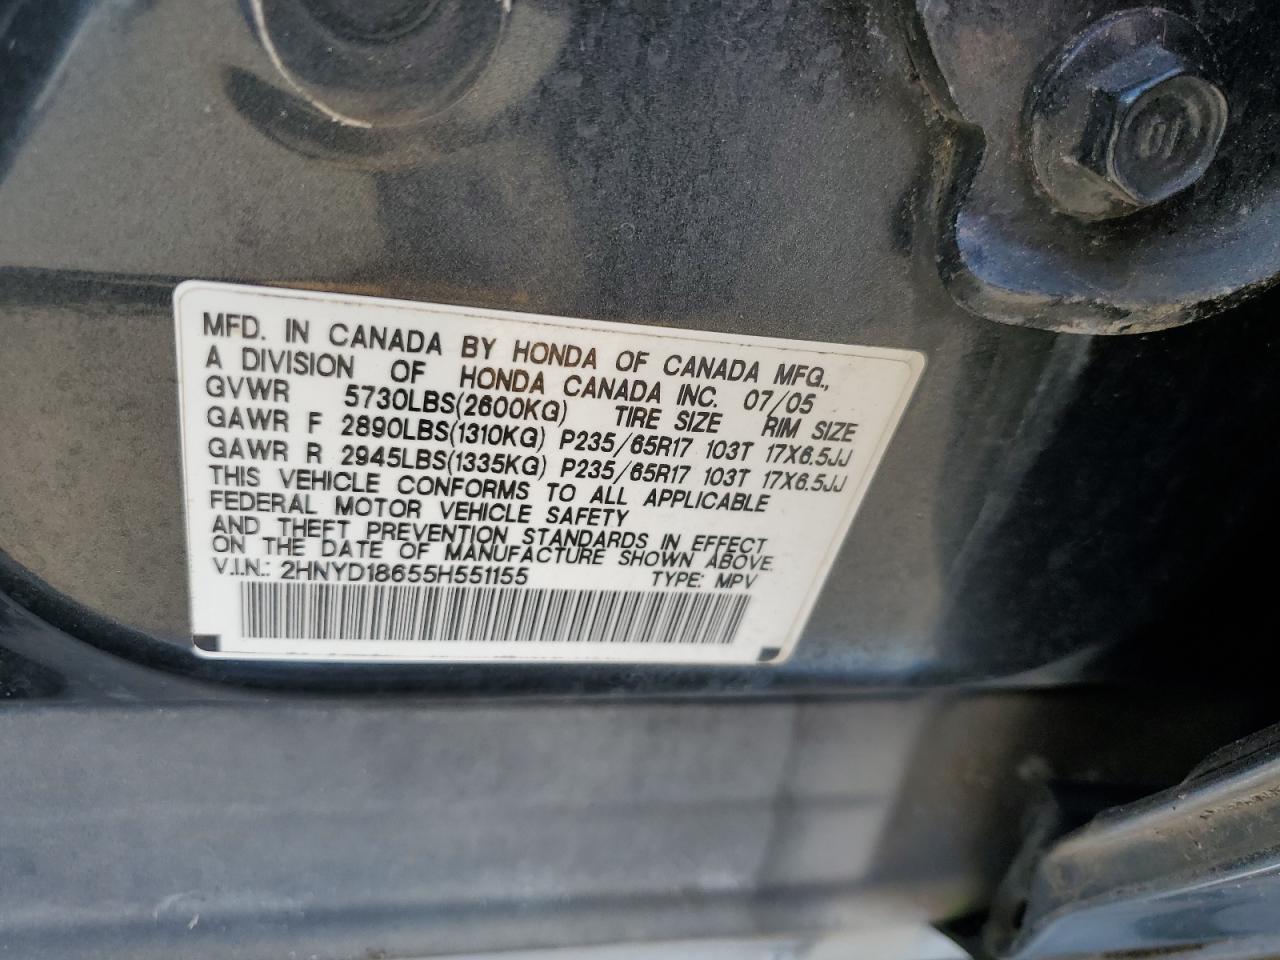 MFD. IN CANADA BY HONDA OF CANADA MFG.,
A DIVISION OF HONDA CANADA INC. 07/05
GVWR 5730LBS(2600KG) TIRE SIZE RIM SIZE
GAWR F 2890LBS(1310KG) P235/65R17 103T 17X6.5JJ
GAWR R 2945LBS(1335KG) P235/65R17 103T 17X6.5JJ
THIS VEHICLE CONFORMS TO ALL APPLICABLE
FEDERAL MOTOR VEHICLE SAFETY
AND THEFT PREVENTION STANDARDS IN EFFECT
ON THE DATE OF MANUFACTURE SHOWN ABOVE.
V.I.N.: 2HNYD18655H551155 TYPE: MPV